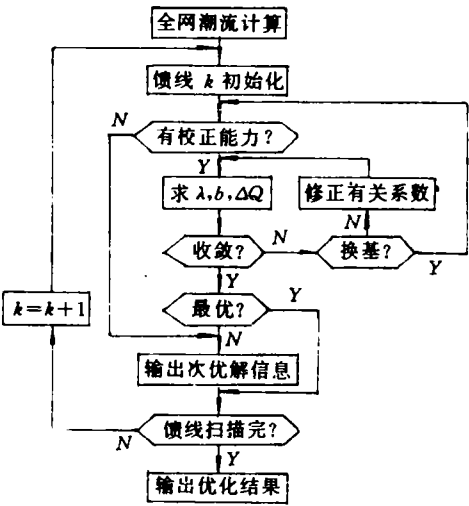 全网潮流计算
馈线 k 初始化
N
有校正能力?
Y
求 λ,b,ΔQ
修正有关系数
N
收敛?
N
换基?
Y
Y
k=k+1
最优?
Y
N
输出次优解信息
馈线扫描完?
N
Y
输出优化结果